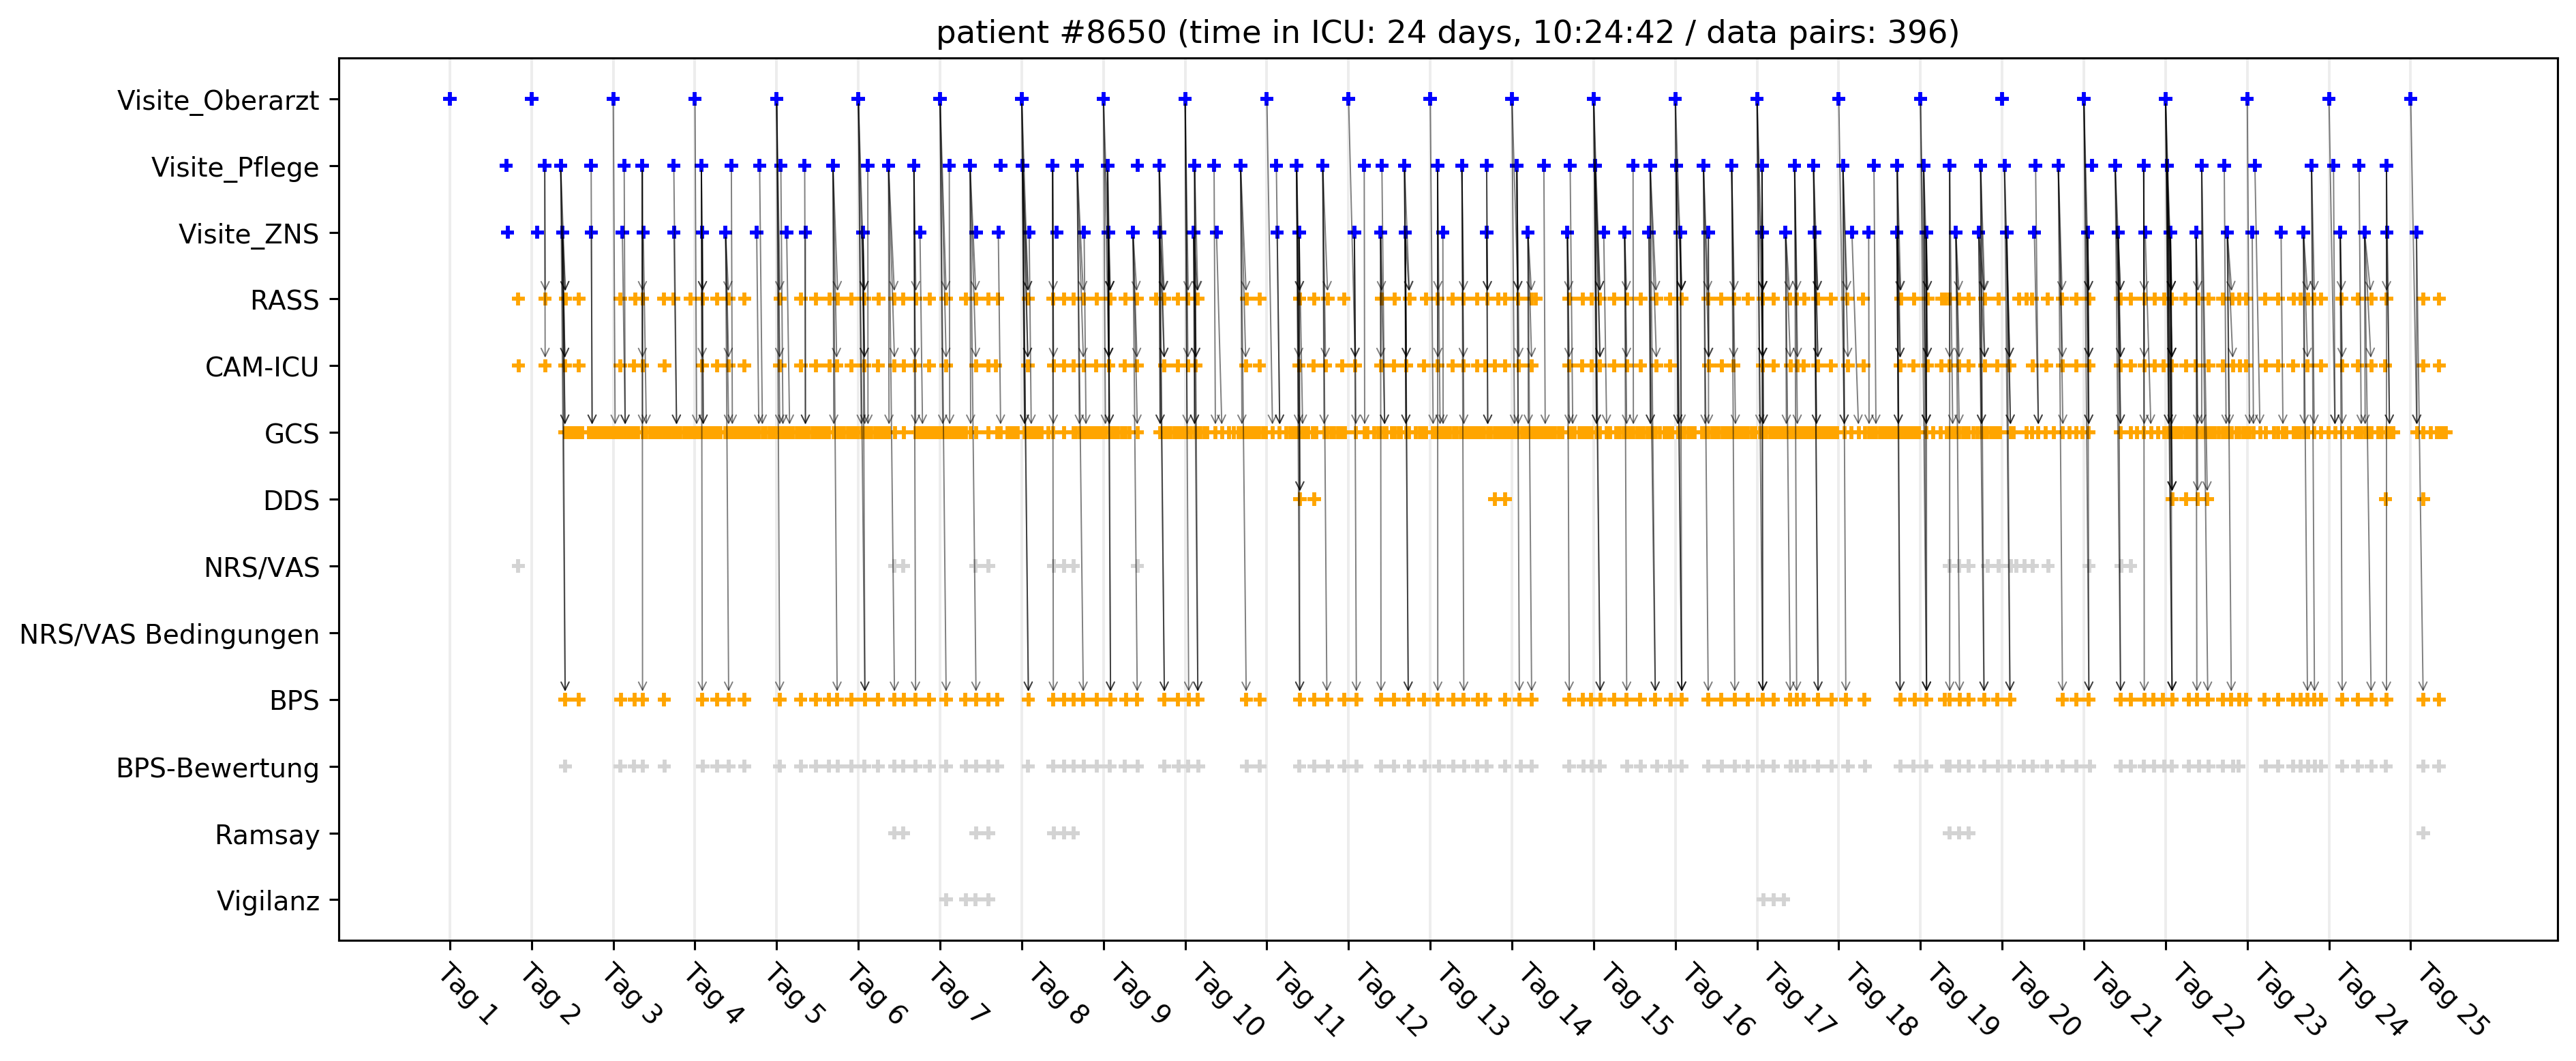 patient #8650 (time in ICU: 24 days, 10:24:42 / data pairs: 396)
Visite_Oberarzt
Visite_Pflege
Visite_ZNS
RASS
CAM-ICU
GCS
DDS
NRS/VAS
NRS/VAS Bedingungen
BPS
BPS-Bewertung
Ramsay
Vigilanz
Tag 1
Tag 2
Tag 3
Tag 4
Tag 5
Tag 6
Tag 7
Tag 8
Tag 9
Tag 10
Tag 11
Tag 12
Tag 13
Tag 14
Tag 15
Tag 16
Tag 17
Tag 18
Tag 19
Tag 20
Tag 21
Tag 22
Tag 23
Tag 24
Tag 25